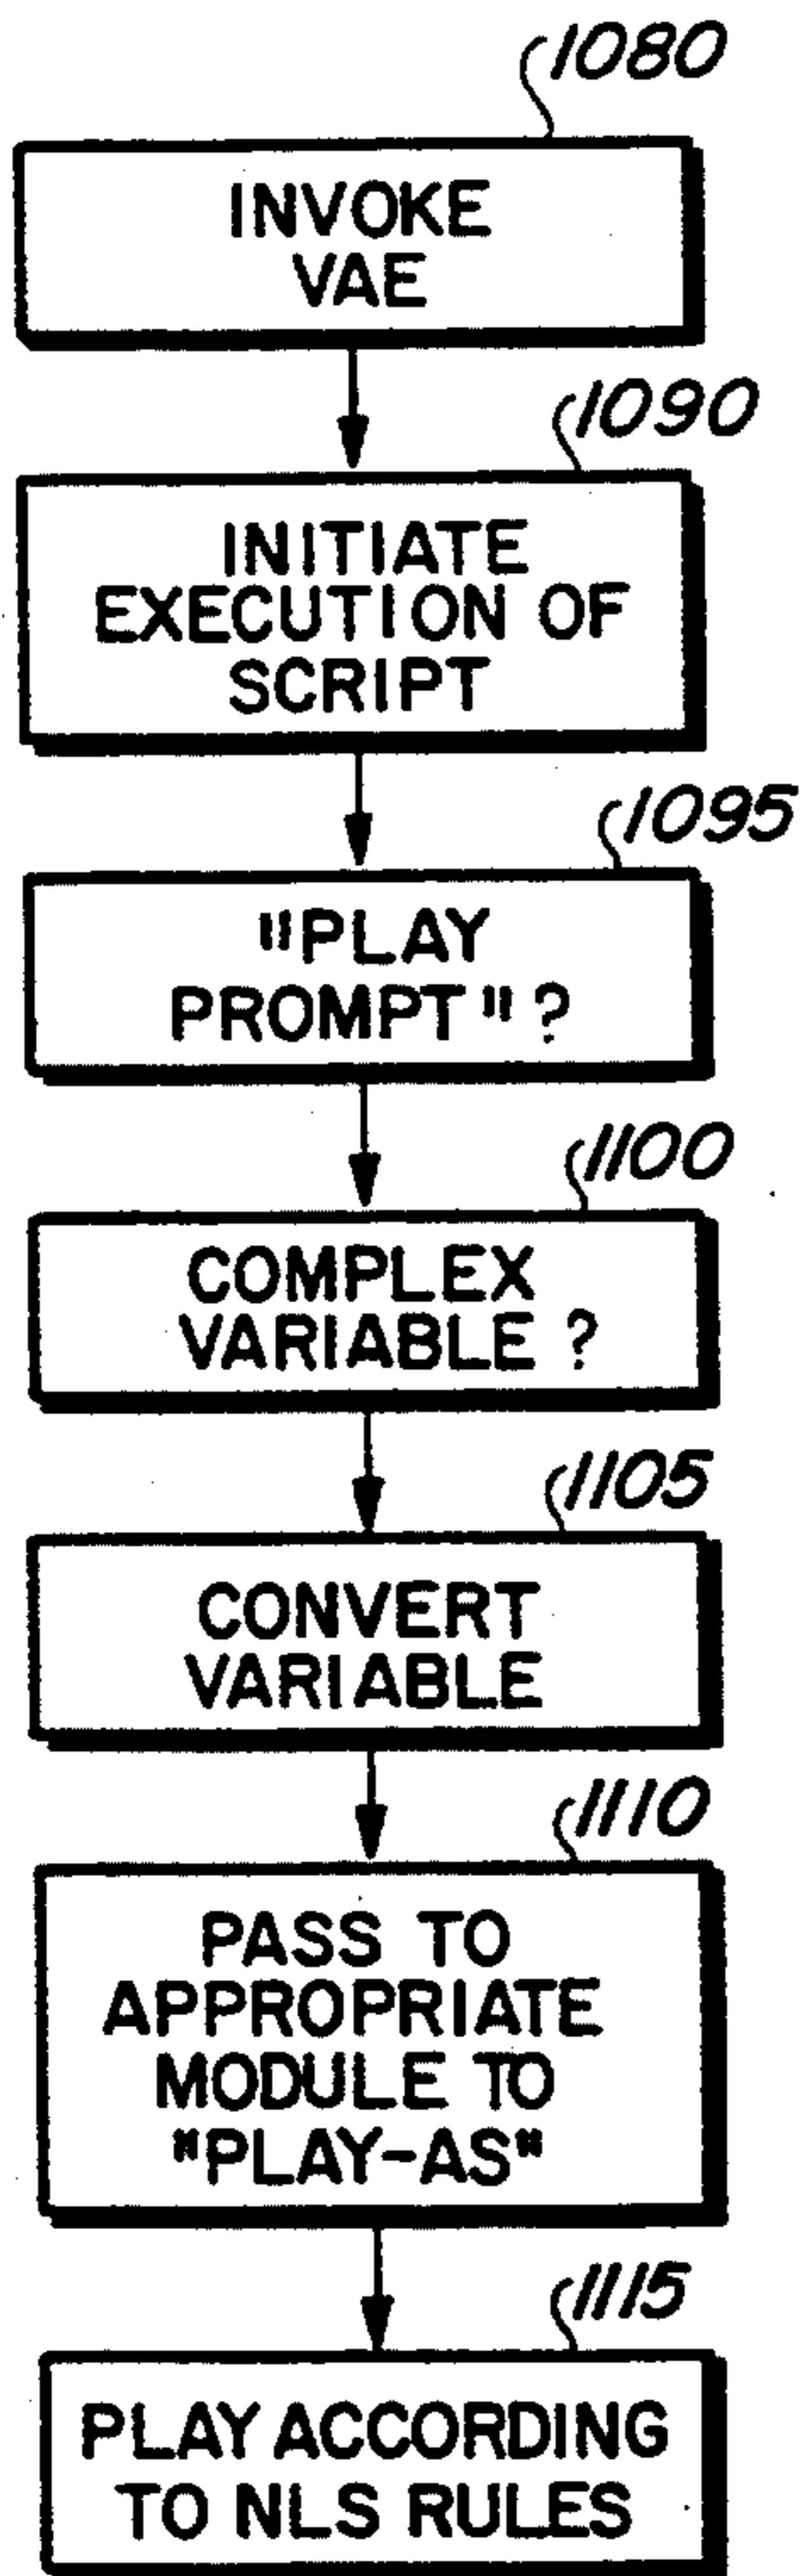 1080
INVOKE
VAE
1090
INITIATE
EXECUTION OF
SCRIPT
1095
"PLAY
PROMPT"?
1100
COMPLEX
VARIABLE?
1105
CONVERT
VARIABLE
1110
PASS TO
APPROPRIATE
MODULE TO
"PLAY-AS"
1115
PLAY ACCORDING
TO NLS RULES